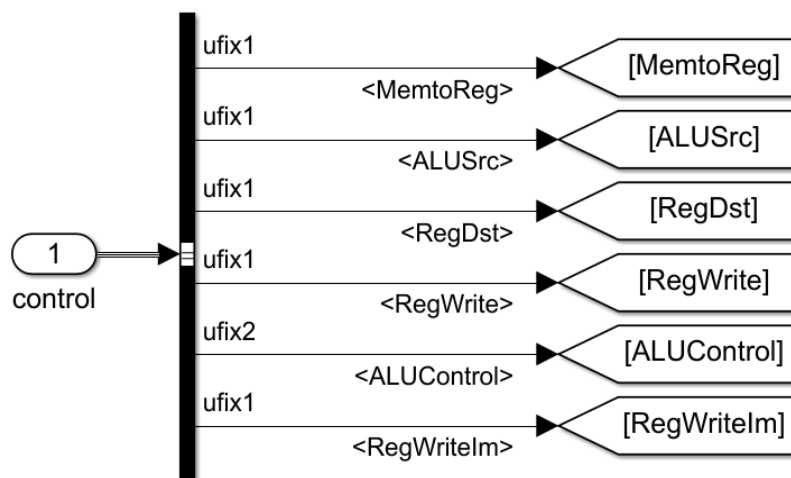 ufix1
<MemtoReg>
[MemtoReg]
ufix1
<ALUSrc>
[ALUSrc]
ufix1
<RegDst>
[RegDst]
1
control
ufix1
<RegWrite>
[RegWrite]
ufix2
<ALUControl>
[ALUControl]
ufix1
<RegWriteIm>
[RegWriteIm]